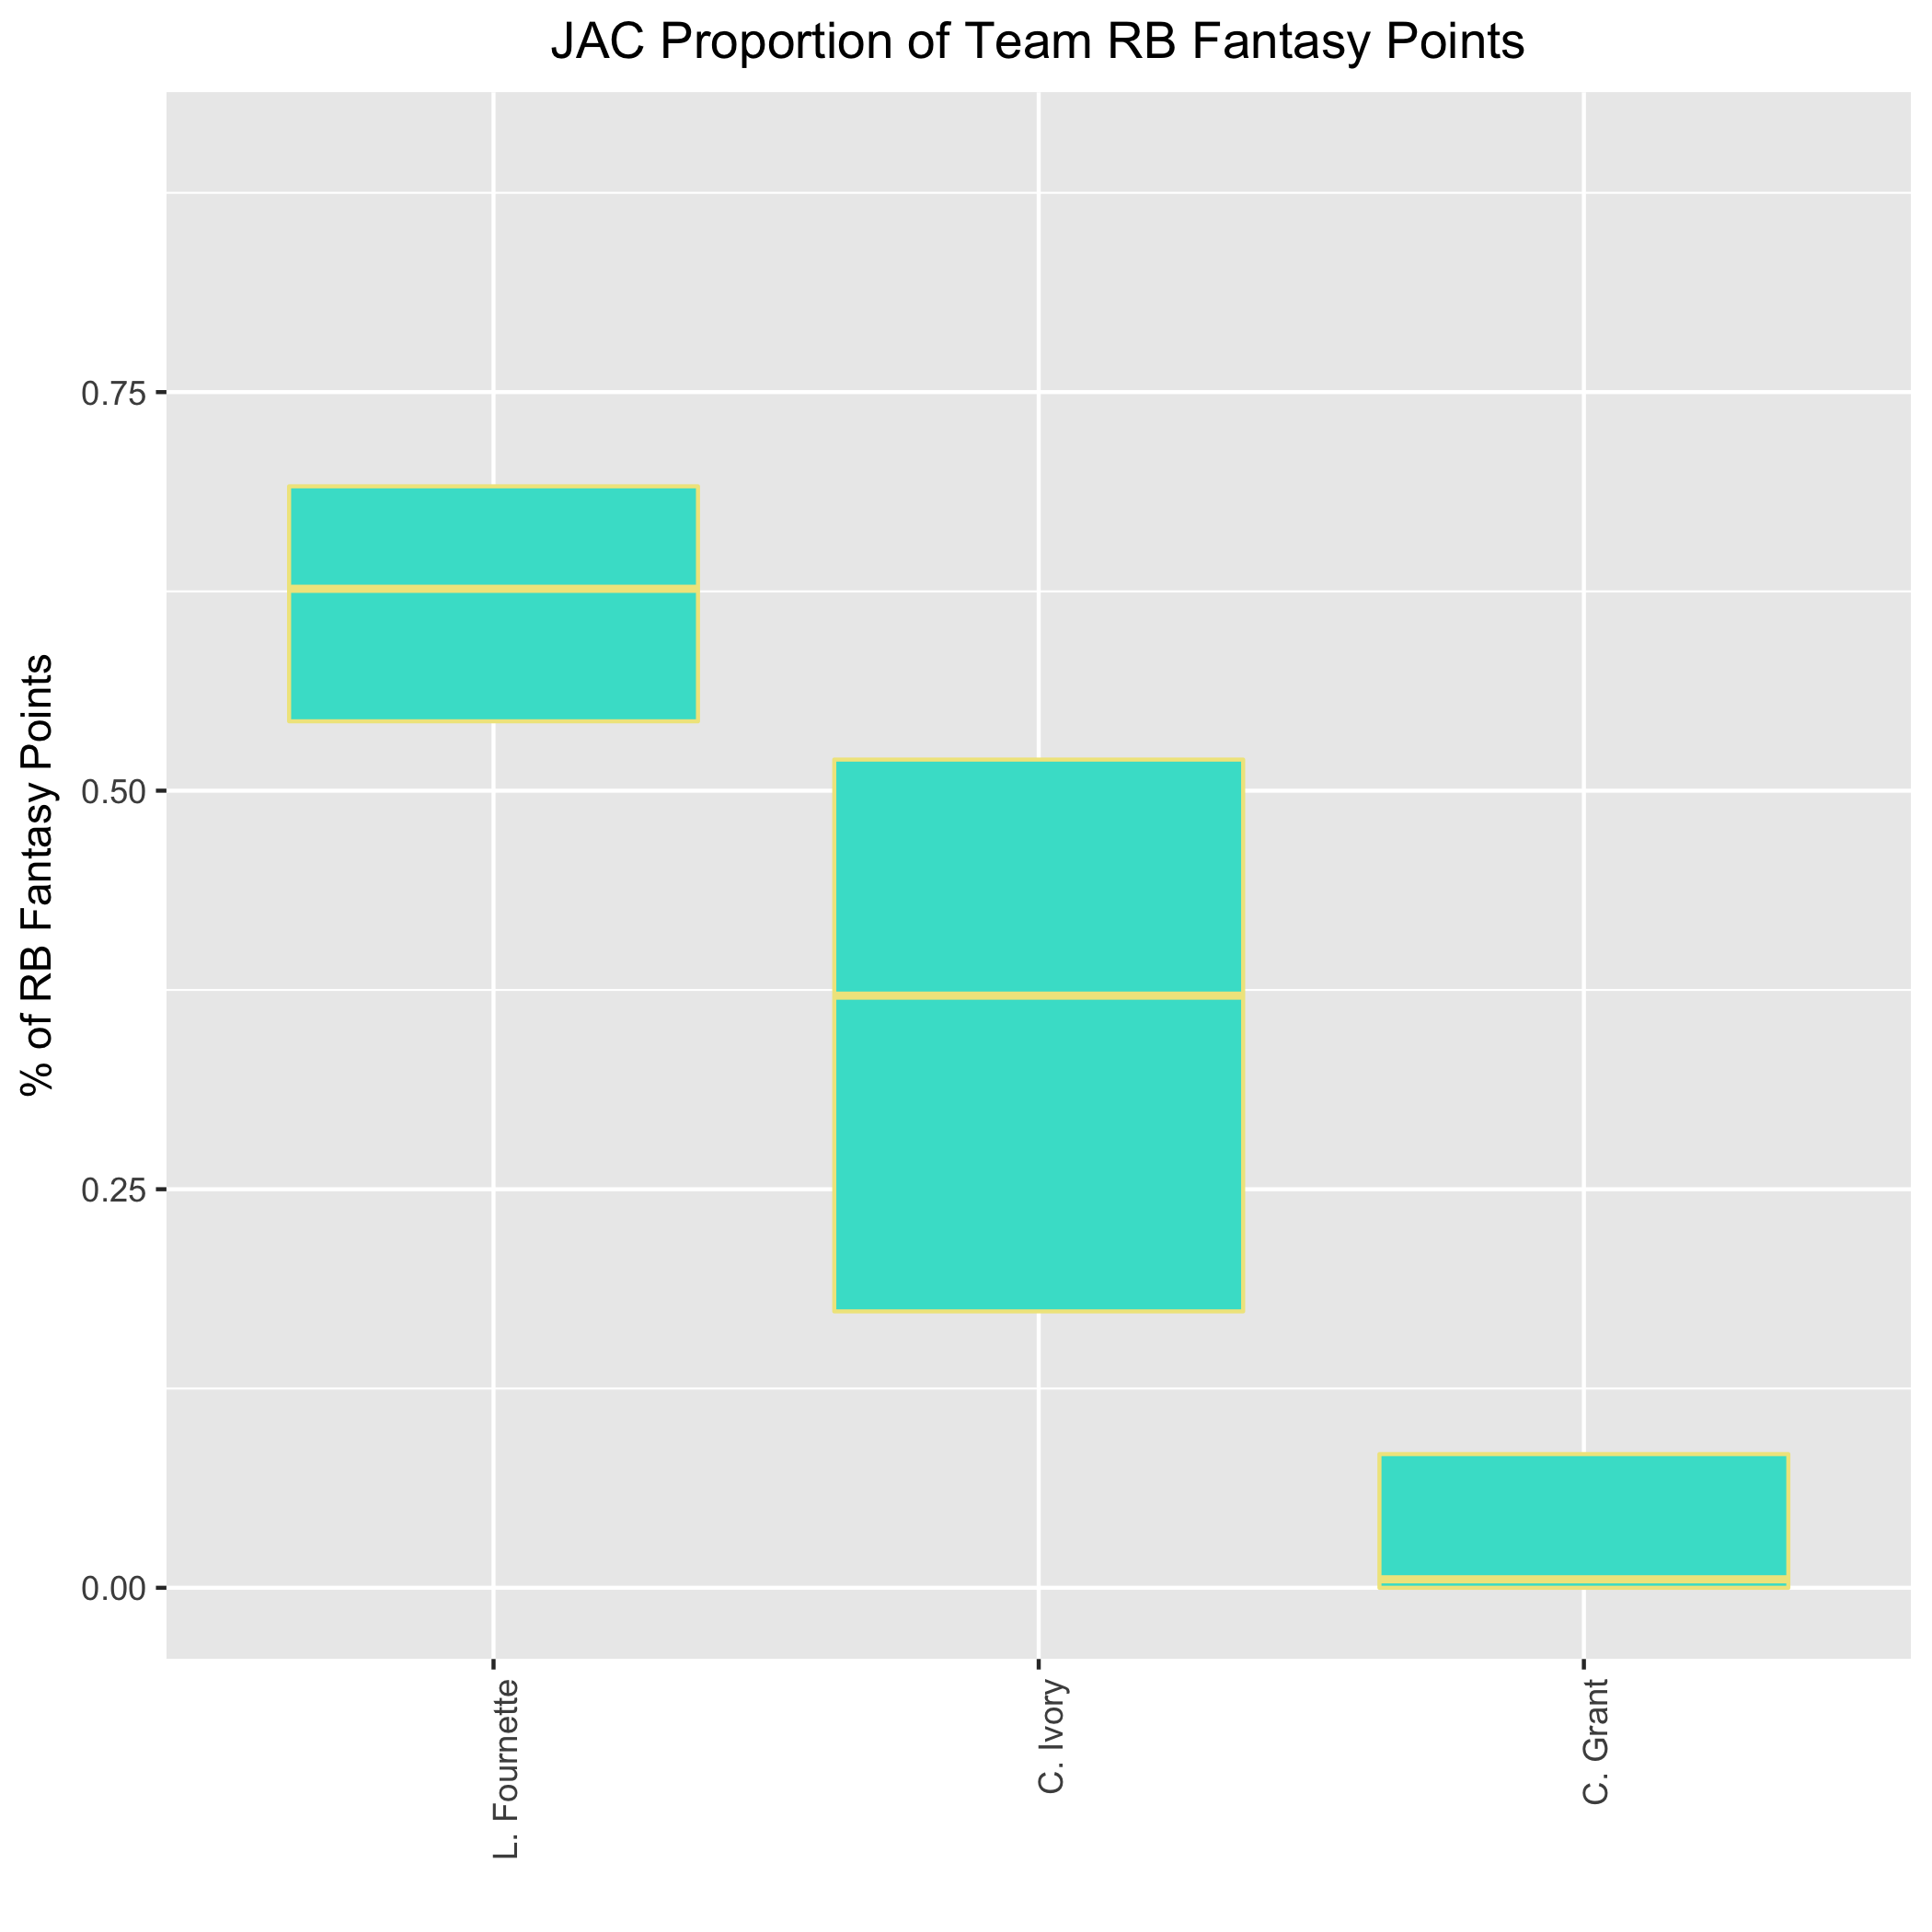 JAC Proportion of Team RB Fantasy Points
% of RB Fantasy Points
0.75
0.50
0.25
0.00
L. Fournette
C. Ivory
C. Grant